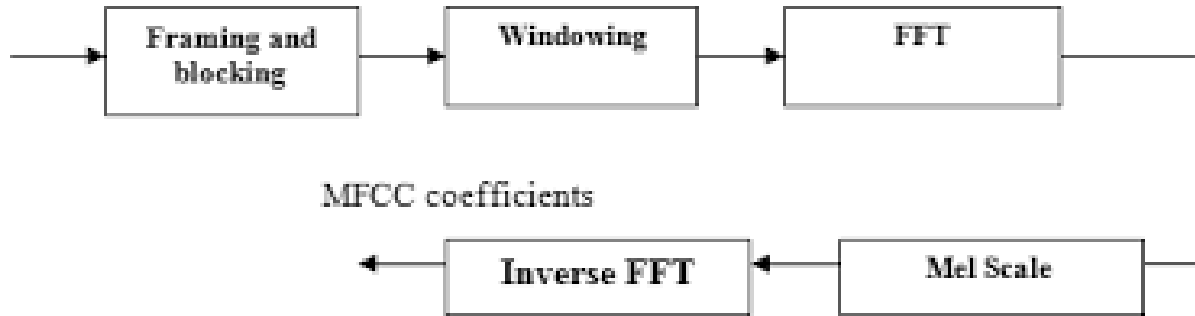 Framing and
blocking
Windowing
FFT
MFCC coefficients
Inverse FFT
Mel Scale